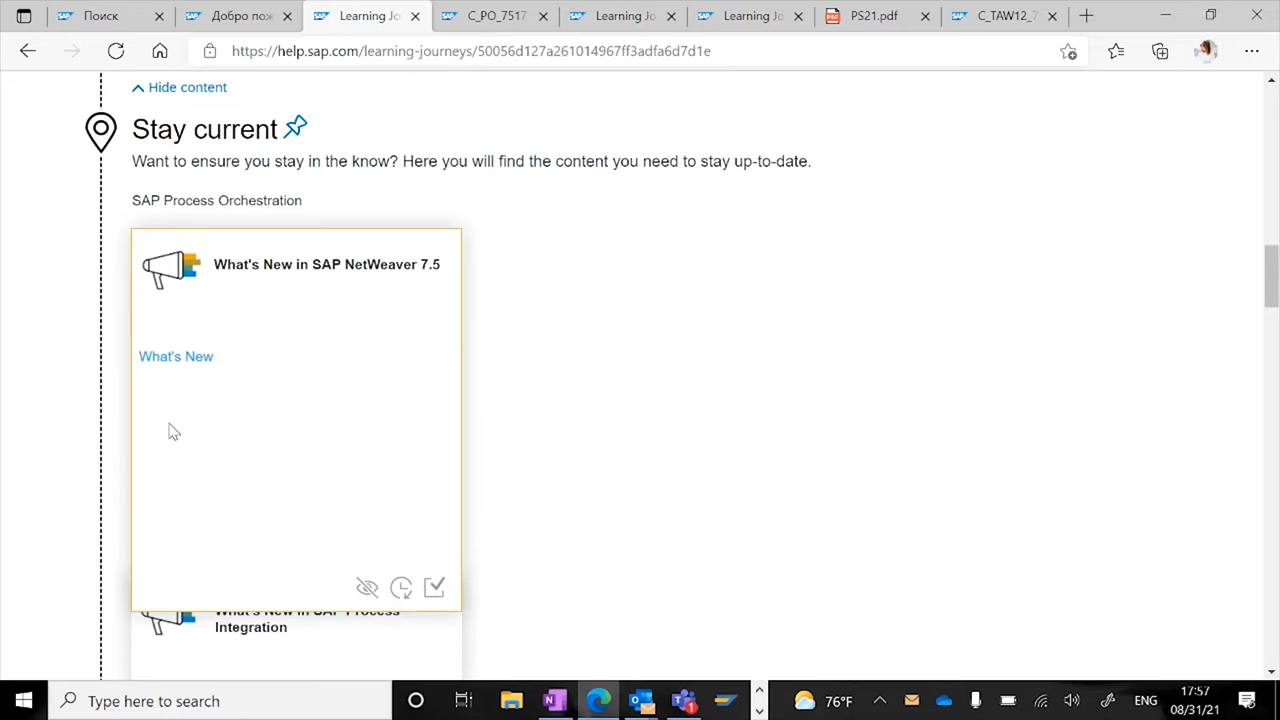 Поиск
Добро пож
Learning Jo
C_PO_7517
Learning Jo
Learning Jo
PS21.pdf
C_TAW12_7
https://help.sap.com/learning-journeys/50056d127a261014967ff3adfa6d7d1e
Hide content
Stay current
Want to ensure you stay in the know? Here you will find the content you need to stay up-to-date.
SAP Process Orchestration
What's New in SAP NetWeaver 7.5
What's New
What's New in SAP Process
Integration
Type here to search
76°F
ENG
17:57
08/31/21